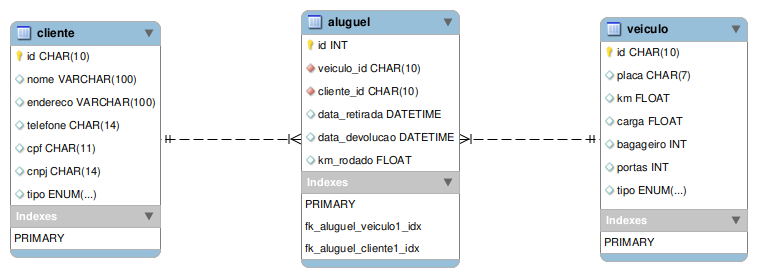 cliente
id CHAR(10)
nome VARCHAR(100)
endereco VARCHAR(100)
telefone CHAR(14)
cpf CHAR(11)
cnpj CHAR(14)
tipo ENUM(...)
Indexes
PRIMARY
aluguel
id INT
veiculo_id CHAR(10)
cliente_id CHAR(10)
data_retirada DATETIME
data_devolucao DATETIME
km_rodado FLOAT
Indexes
PRIMARY
fk_aluguel_veiculo1_idx
fk_aluguel_cliente1_idx
veiculo
id CHAR(10)
placa CHAR(7)
km FLOAT
carga FLOAT
bagageiro INT
portas INT
tipo ENUM(...)
Indexes
PRIMARY